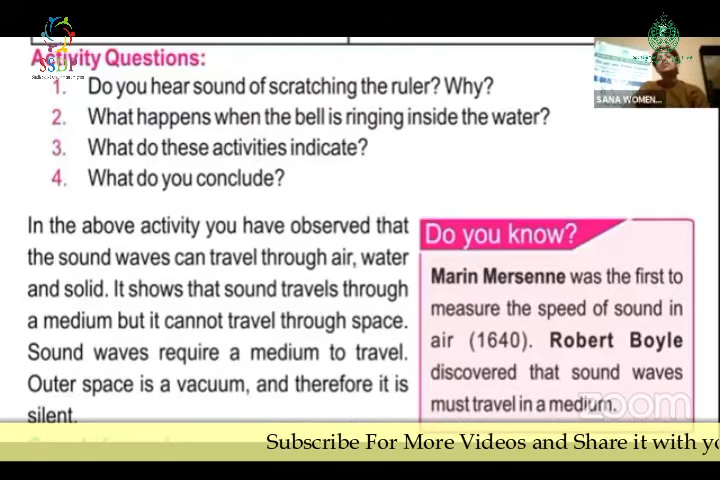 Activity Questions:
SSDP
1. Do you hear sound of scratching the ruler? Why?
2. What happens when the bell is ringing inside the water?
3. What do these activities indicate?
4. What do you conclude?
SANA WOMEN...
In the above activity you have observed that
the sound waves can travel through air, water
and solid. It shows that sound travels through
a medium but it cannot travel through space.
Sound waves require a medium to travel.
Outer space is a vacuum, and therefore it is
silent.
Do you know?
Marin Mersenne was the first to
measure the speed of sound in
air (1640). Robert Boyle
discovered that sound waves
must travel in a medium.
zoom
Subscribe For More Videos and Share it with yo